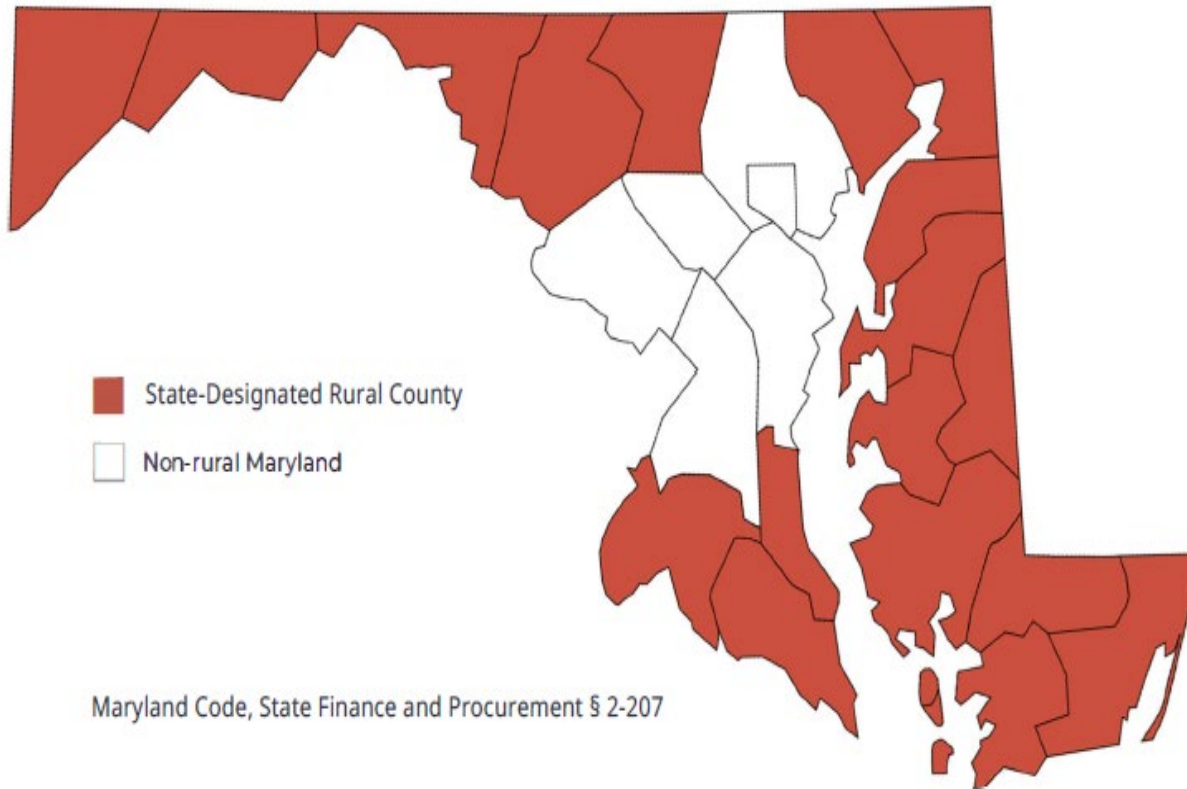 State-Designated Rural County
Non-rural Maryland
Maryland Code, State Finance and Procurement § 2-207